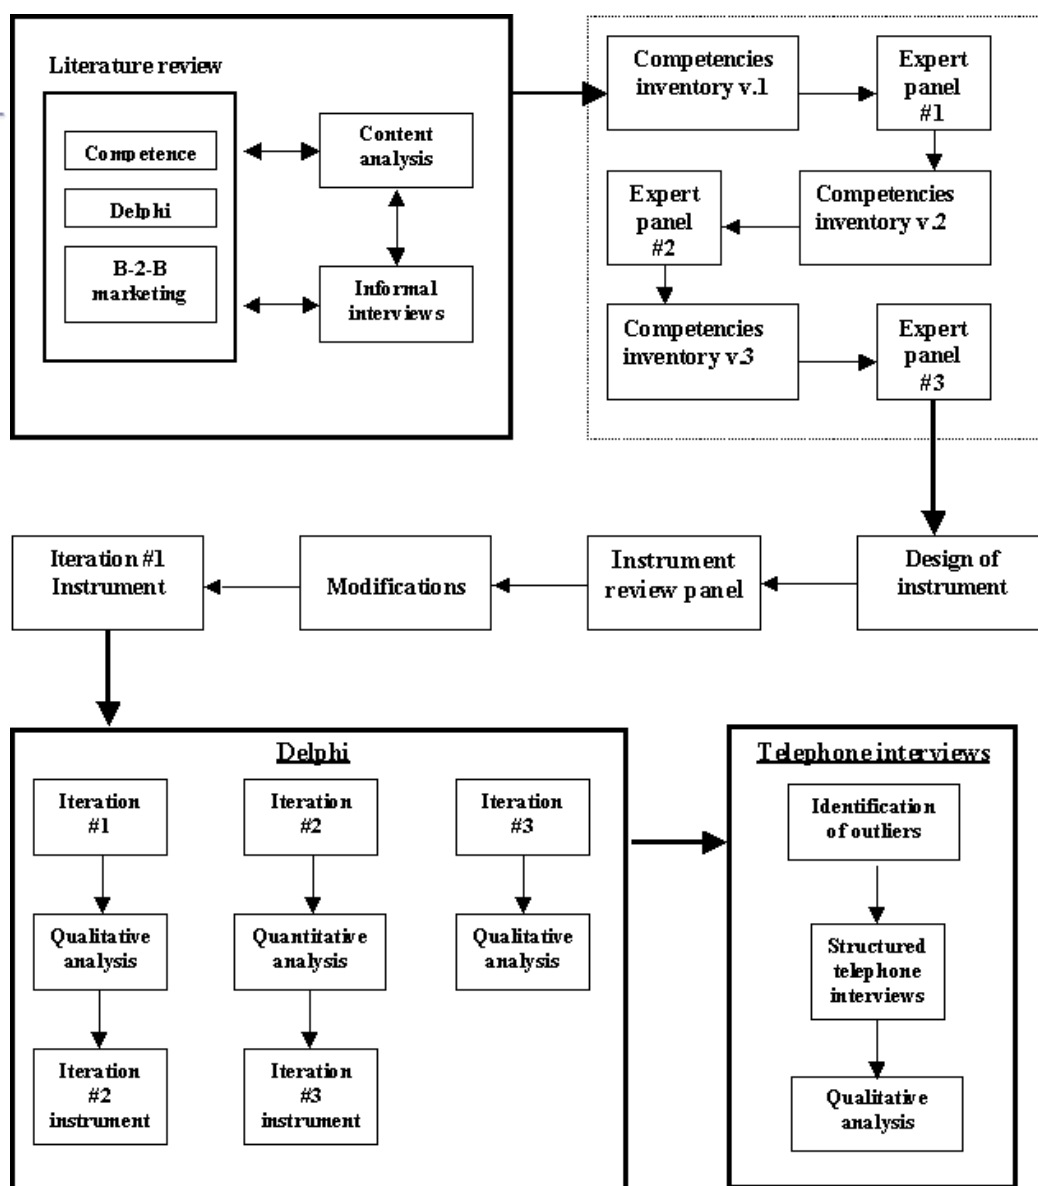 Literature review
Competence
Delphi
B-2-B
marketing
Content
analysis
Informal
interviews
Competencies
inventory v.1
Expert
panel
#1
Expert
panel
#2
Competencies
inventory v.2
Competencies
inventory v.3
Expert
panel
#3
Iteration #1
Instrument
Modifications
Instrument
review panel
Design of
instrument
Delphi
Iteration
#1
Iteration
#2
Iteration
#3
Qualitative
analysis
Quantitative
analysis
Qualitative
analysis
Iteration
#2
instrument
Iteration
#3 instrument
Telephone interviews
Identification
of outliers
Structured
telephone
interviews
Qualitative
analysis